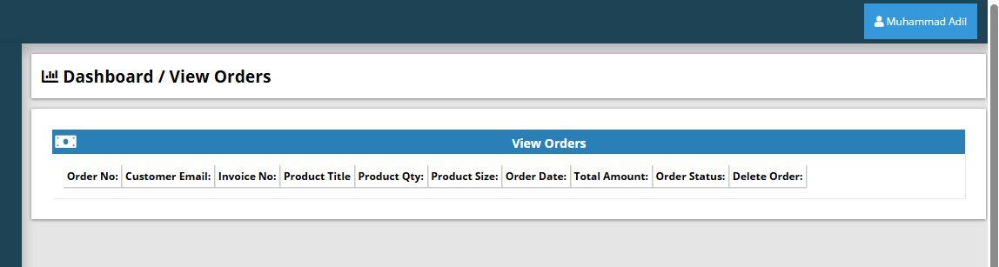 Muhammad Adil
Dashboard / View Orders
View Orders
Order No: Customer Email: Invoice No: Product Title Product Qty: Product Size: Order Date: Total Amount: Order Status: Delete Order: